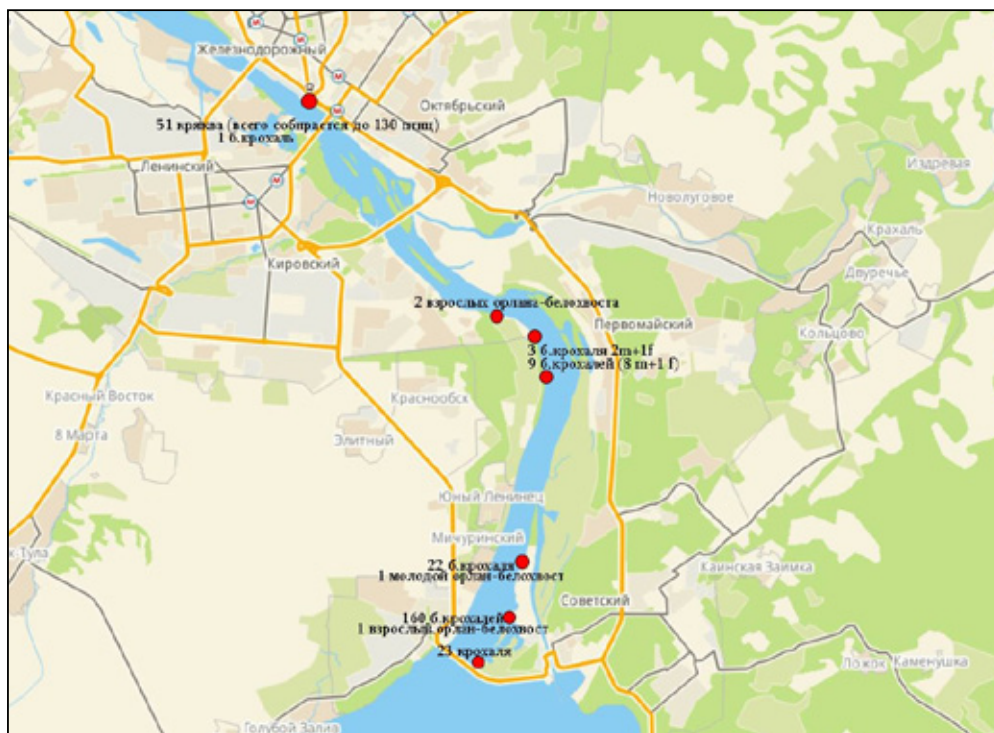 М
М
Железнодорожный
М
М
Октябрьский
51 кряква (всего собирается до 130 птиц)
1 б.крохаль
Ленинский
М
М
Издревая
Новолуговое
Крахаль
Двуречье
Кировский
2 взрослых орлана-белохвоста
Первомайский
Кольцово
3 б.крохаля 2m+1f
9 б.крохалей (8 m+1 f)
Красный Восток
Краснообск
8 Марта
Элитный
Юный Ленинец
Мичуринский
к-Тула
22 б.крохаля
1 молодой орлан-белохвост
Каинская Заимка
Советский
160 б.крохалей
1 взрослый орлан-белохвост
23 крохаля
Ложок
Каменушка
Голубой Залив